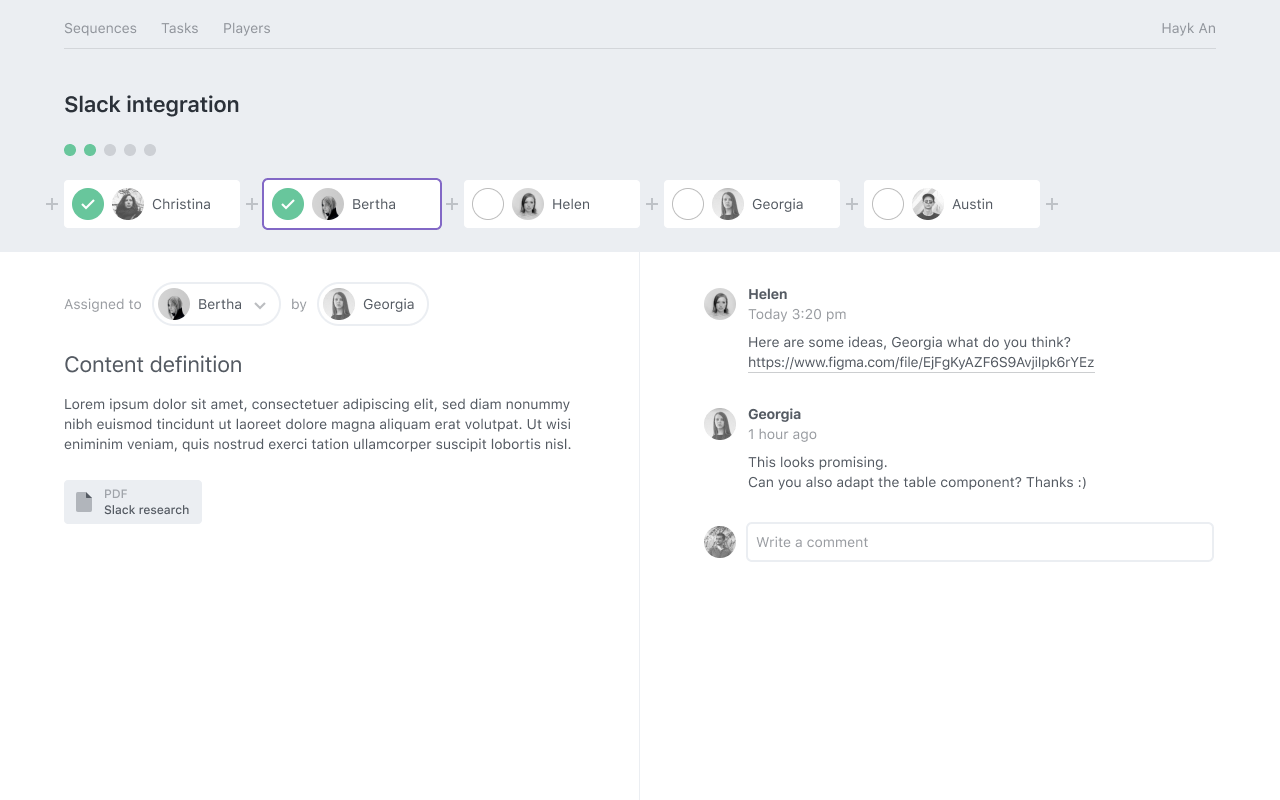 Sequences Tasks Players Hayk An
Slack integration
Christina Bertha Helen Georgia Austin
Assigned to Bertha by Georgia
Content definition
Lorem ipsum dolor sit amet, consectetuer adipiscing elit, sed diam nonummy
nibh euismod tincidunt ut laoreet dolore magna aliquam erat volutpat. Ut wisi
eniminim veniam, quis nostrud exerci tation ullamcorper suscipit lobortis nisl.
PDF
Slack research
Helen
Today 3:20 pm
Here are some ideas, Georgia what do you think?
https://www.figma.com/file/EjFgKyAZF6S9AvjiIpk6rYEz
Georgia
1 hour ago
This looks promising.
Can you also adapt the table component? Thanks :)
Write a comment